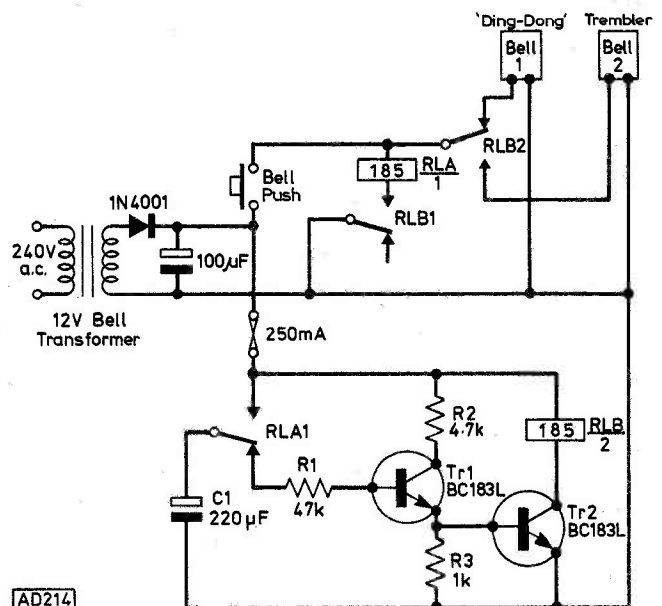 'Ding-Dong' Trembler
Bell
1
Bell
2
RLB2
185
RLA
1
Bell
Push
RLB1
1N4001
240V
a.c.
100µF
12V Bell
Transformer
250mA
R2
4.7k
185
RLB
2
RLA1
R1
47k
Tr1
BC183L
C1
220µF
Tr2
BC183L
R3
1k
AD214